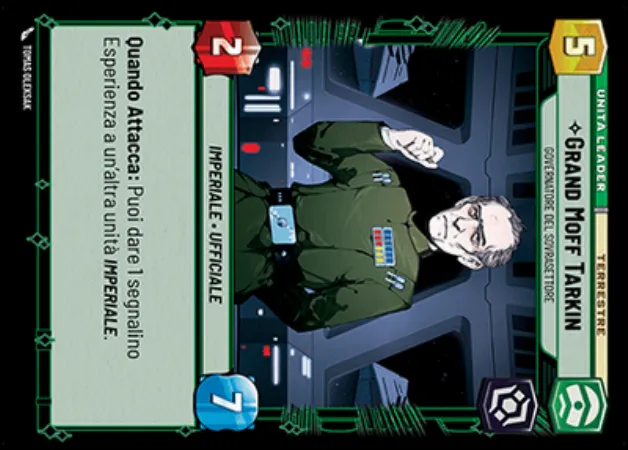 5
UNITÀ LEADER
TERRESTRE
✧GRAND MOFF TARKIN
GOVERNATORE DEL SOVRASETTORE
2
IMPERIALE • UFFICIALE
7
Quando Attacca: Puoi dare 1 segnalino
Esperienza a un'altra unità IMPERIALE.
TOMAS OLEKSAK